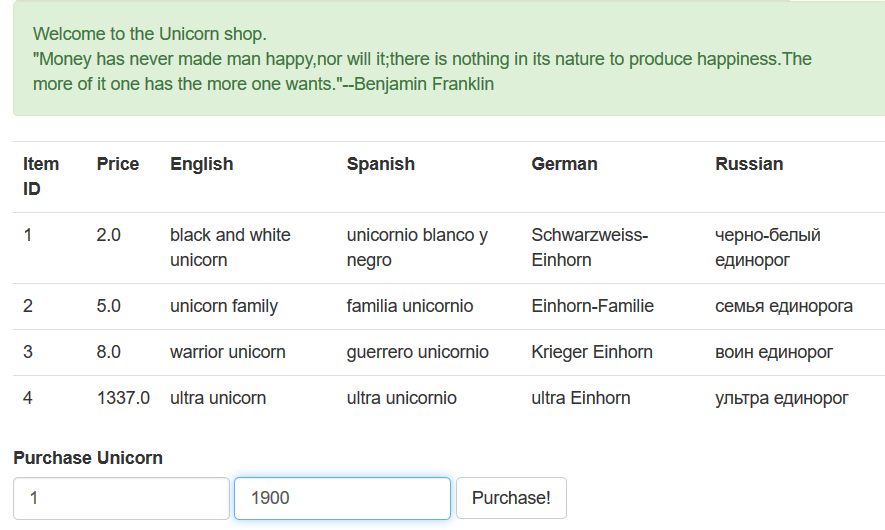 Welcome to the Unicorn shop.
"Money has never made man happy,nor will it;there is nothing in its nature to produce happiness.The
more of it one has the more one wants."--Benjamin Franklin
Item ID Price English Spanish German Russian
1 2.0 black and white unicorn unicornio blanco y negro Schwarzweiss-Einhorn черно-белый единорог
2 5.0 unicorn family familia unicornio Einhorn-Familie семья единорога
3 8.0 warrior unicorn guerrero unicornio Krieger Einhorn воин единорог
4 1337.0 ultra unicorn ultra unicornio ultra Einhorn ультра единорог
Purchase Unicorn
1 1900 Purchase!